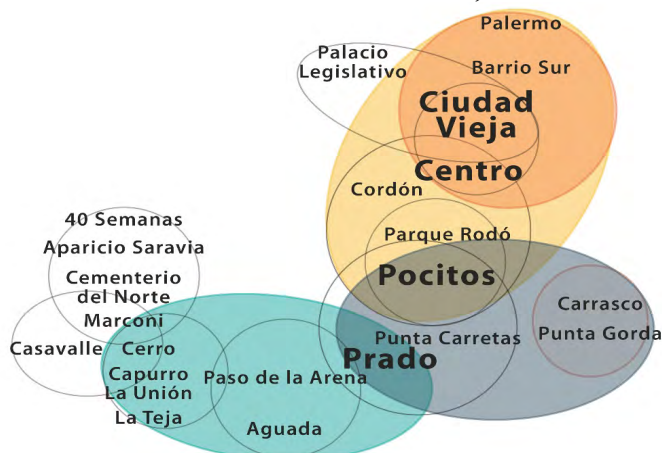 Palermo
Palacio
Legislativo
Barrio Sur
Ciudad
Vieja
Centro
Cordón
40 Semanas
Parque Rodó
Aparicio Saravia
Cementerio
del Norte
Pocitos
Carrasco
Marconi
Punta Carretas
Punta Gorda
Casavalle
Cerro
Prado
Capurro
Paso de la Arena
La Unión
La Teja
Aguada